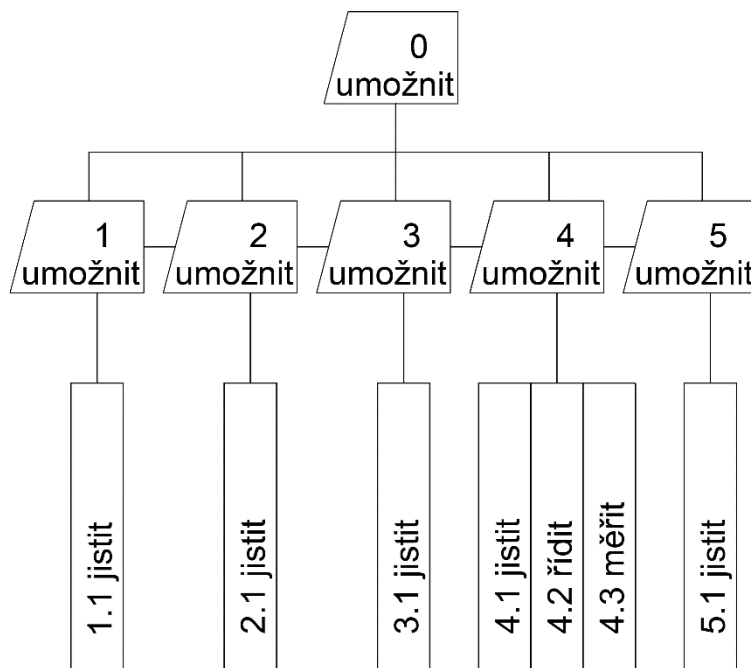 0
umožnit
1
umožnit
2
umožnit
3
umožnit
4
umožnit
5
umožnit
1.1 jistit
2.1 jistit
3.1 jistit
4.1 jistit
4.2 řídit
4.3 měřit
5.1 jistit